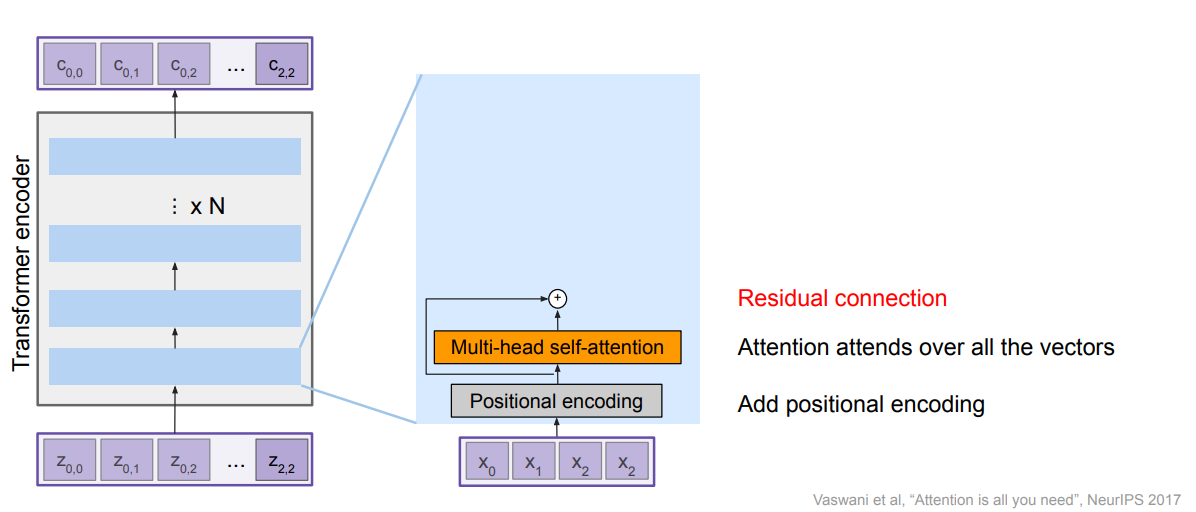 c0,0 c0,1 c0,2 ... c2,2
Transformer encoder
⋮ x N
z0,0 z0,1 z0,2 ... z2,2
+
Multi-head self-attention
Positional encoding
x0 x1 x2 x2
Residual connection
Attention attends over all the vectors
Add positional encoding
Vaswani et al, “Attention is all you need”, NeurIPS 2017